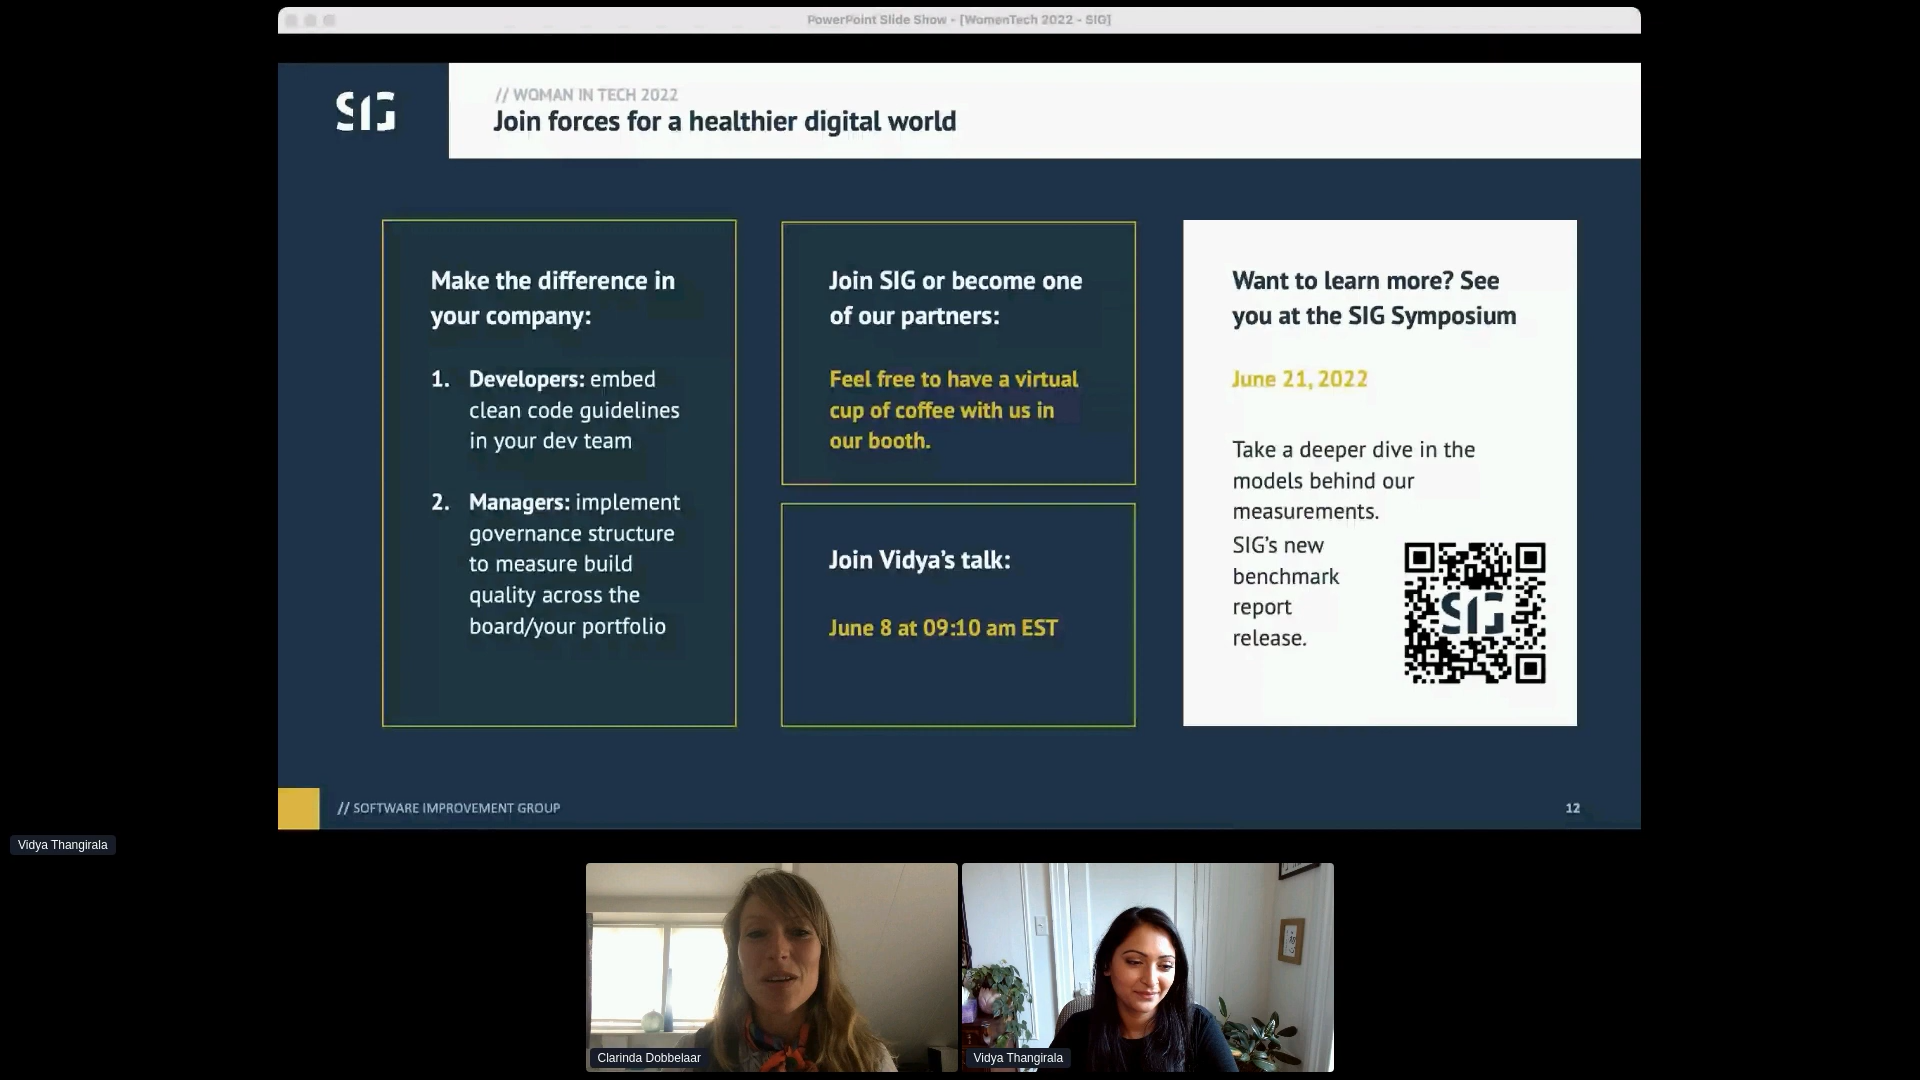 PowerPoint Slide Show - [WomenTech 2022 - SIG]
SIG
// WOMAN IN TECH 2022
Join forces for a healthier digital world
Make the difference in
your company:
1. Developers: embed
clean code guidelines
in your dev team
2. Managers: implement
governance structure
to measure build
quality across the
board/your portfolio
Join SIG or become one
of our partners:
Feel free to have a virtual
cup of coffee with us in
our booth.
Join Vidya's talk:
June 8 at 09:10 am EST
Want to learn more? See
you at the SIG Symposium
June 21, 2022
Take a deeper dive in the
models behind our
measurements.
SIG's new
benchmark
report
release.
SIG
// SOFTWARE IMPROVEMENT GROUP
12
Vidya Thangirala
Clarinda Dobbelaar
Vidya Thangirala